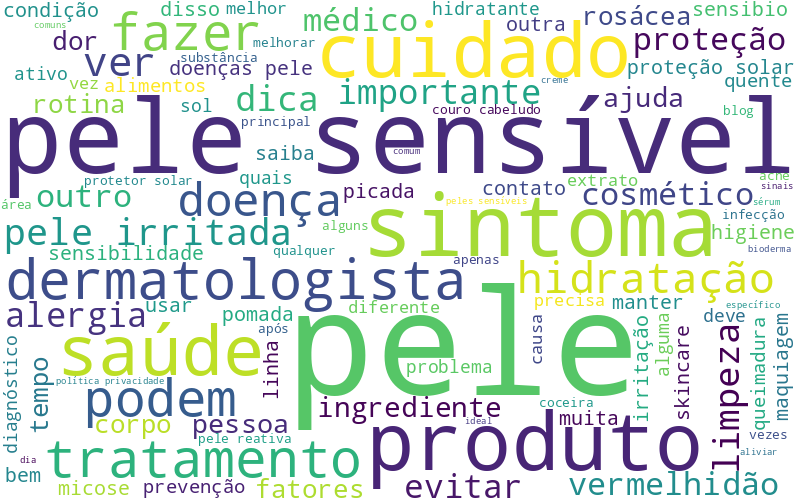 condição
disso
melhor
hidratante
outra
rosácea
sensibio
comuns
fazer
médico
cuidado
proteção
dor
ver
substância
melhorar
doenças pele
proteção solar
ativo
vez
alimentos
creme
quente
rotina
sol
dica
importante
couro cabeludo
ajuda
blog
principal
pele sensível
saiba
comum
protetor solar
quais
picada
contato
extrato
acne
sinais
área
outro
doença
peles sensíveis
cosmético
sérum
alguns
sintoma
infecção
pele irritada
higiene
sensibilidade
qualquer
bioderma
dermatologista
apenas
hidratação
alergia
usar
pomada
diferente
precisa
manter
deve
específico
após
pele
causa
irritação
alguma
skincare
limpeza
queimadura
maquiagem
diagnóstico
tempo
saúde
linha
problema
política privacidade
podem
ingrediente
coceira
muita
corpo
pessoa
ideal
produto
vezes
pele reativa
aliviar
dia
bem
tratamento
micose
prevenção
fatores
evitar
vermelhidão